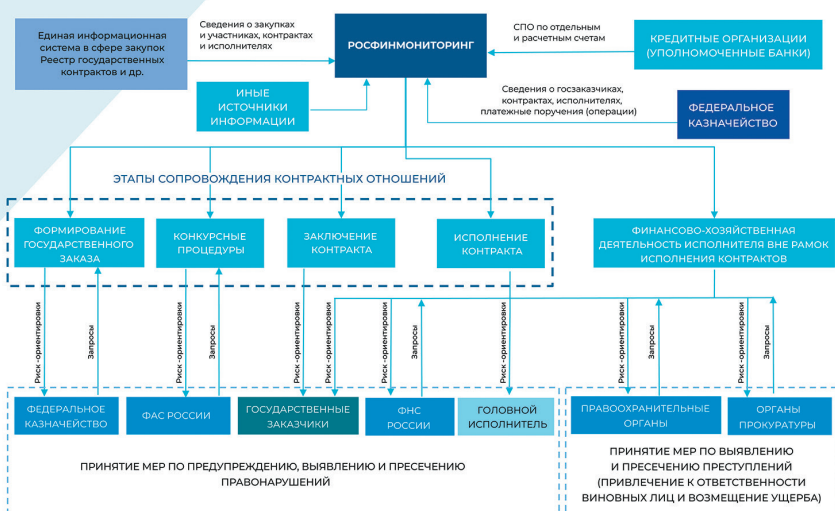 Единая информационная
система в сфере закупок
Реестр государственных
контрактов и др.
Сведения о закупках
и участниках, контрактах
и исполнителях
РОСФИНМОНИТОРИНГ
СПО по отдельным
и расчетным счетам
КРЕДИТНЫЕ ОРГАНИЗАЦИИ
(УПОЛНОМОЧЕННЫЕ БАНКИ)
ИНЫЕ
ИСТОЧНИКИ
ИНФОРМАЦИИ
Сведения о госзаказчиках,
контрактах, исполнителях,
платежные поручения (операции)
ФЕДЕРАЛЬНОЕ
КАЗНАЧЕЙСТВО
ЭТАПЫ СОПРОВОЖДЕНИЯ КОНТРАКТНЫХ ОТНОШЕНИЙ
ФОРМИРОВАНИЕ
ГОСУДАРСТВЕННОГО
ЗАКАЗА
КОНКУРСНЫЕ
ПРОЦЕДУРЫ
ЗАКЛЮЧЕНИЕ
КОНТРАКТА
ИСПОЛНЕНИЕ
КОНТРАКТА
ФИНАНСОВО-ХОЗЯЙСТВЕННАЯ
ДЕЯТЕЛЬНОСТЬ ИСПОЛНИТЕЛЯ ВНЕ РАМОК
ИСПОЛНЕНИЯ КОНТРАКТОВ
Риск -ориентировки
Запросы
Риск -ориентировки
Запросы
Риск -ориентировки
Риск -ориентировки
Риск -ориентировки
Запросы
Риск -ориентировки
Риск -ориентировки
Запросы
Риск -ориентировки
Запросы
ФЕДЕРАЛЬНОЕ
КАЗНАЧЕЙСТВО
ФАС РОССИИ
ГОСУДАРСТВЕННЫЕ
ЗАКАЗЧИКИ
ФНС
РОССИИ
ГОЛОВНОЙ
ИСПОЛНИТЕЛЬ
ПРАВООХРАНИТЕЛЬНЫЕ
ОРГАНЫ
ОРГАНЫ
ПРОКУРАТУРЫ
ПРИНЯТИЕ МЕР ПО ПРЕДУПРЕЖДЕНИЮ, ВЫЯВЛЕНИЮ И ПРЕСЕЧЕНИЮ
ПРАВОНАРУШЕНИЙ
ПРИНЯТИЕ МЕР ПО ВЫЯВЛЕНИЮ
И ПРЕСЕЧЕНИЮ ПРЕСТУПЛЕНИЙ
(ПРИВЛЕЧЕНИЕ К ОТВЕТСТВЕННОСТИ
ВИНОВНЫХ ЛИЦ И ВОЗМЕЩЕНИЕ УЩЕРБА)